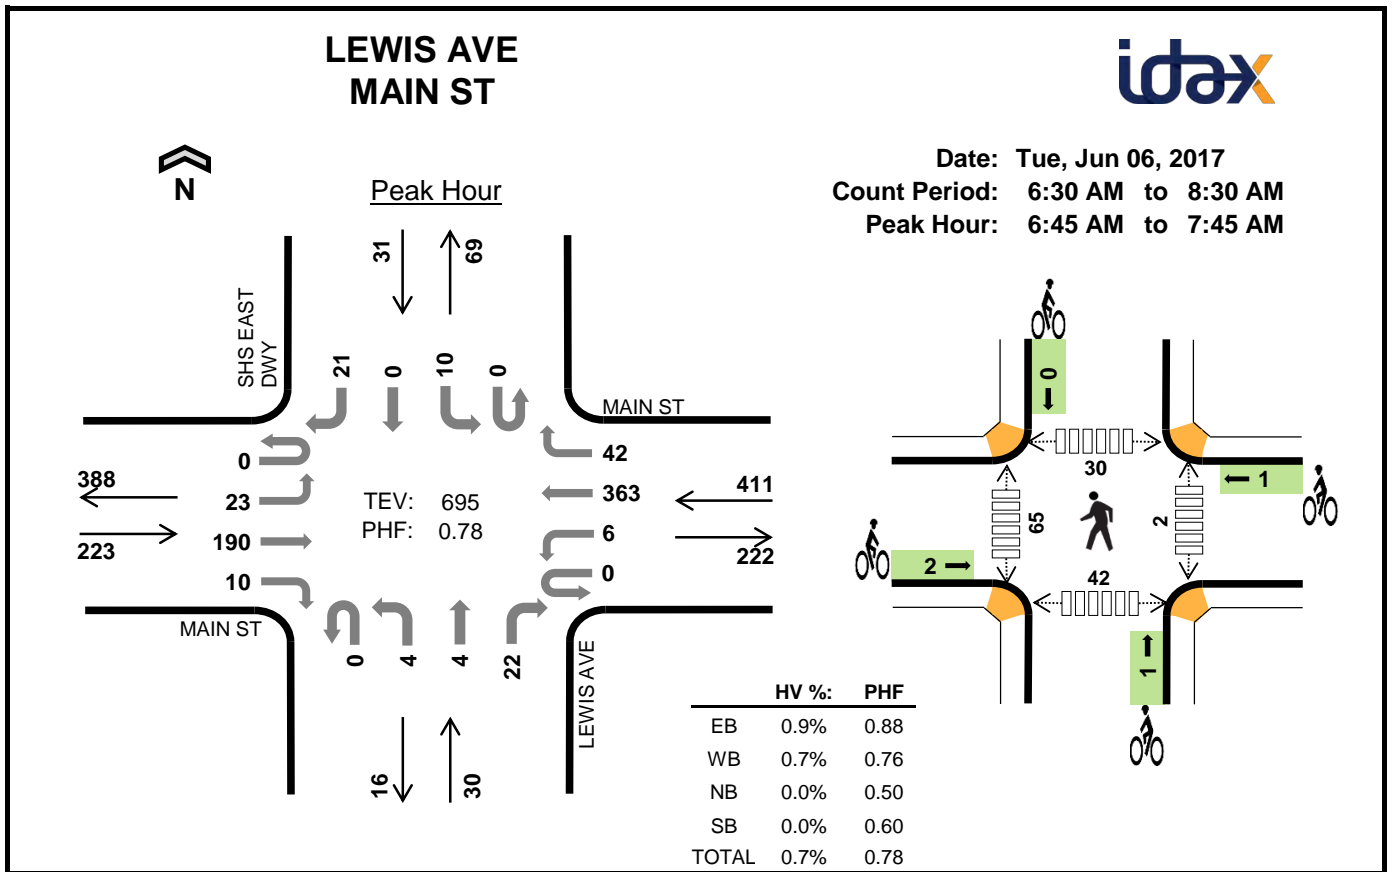 LEWIS AVE
MAIN ST
idax
Date: Tue, Jun 06, 2017
Count Period: 6:30 AM to 8:30 AM
Peak Hour: 6:45 AM to 7:45 AM
N
Peak Hour
31
69
SHS EAST
DWY
21
0
10
0
MAIN ST
0
23
190
10
388
223
TEV: 695
PHF: 0.78
42
363
6
0
411
222
MAIN ST
0
4
4
22
LEWIS AVE
16
30
0
30
1
65
2
2
42
1
HV %: PHF
EB 0.9% 0.88
WB 0.7% 0.76
NB 0.0% 0.50
SB 0.0% 0.60
TOTAL 0.7% 0.78